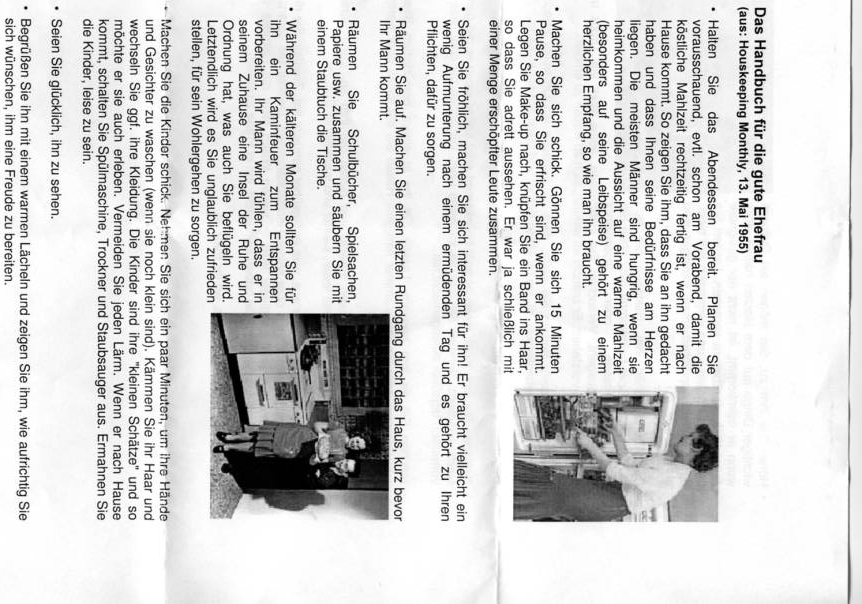 Das Handbuch für die gute Ehefrau
(aus: Houskeeping Monthly, 13. Mai 1955)
• Halten Sie das Abendessen bereit. Planen Sie
vorausschauend, evtl. schon am Vorabend, damit die
köstliche Mahlzeit rechtzeitig fertig ist, wenn er nach
Hause kommt. So zeigen Sie ihm, dass Sie an ihn gedacht
haben und dass Ihnen seine Bedürfnisse am Herzen
liegen. Die meisten Männer sind hungrig, wenn sie
heimkommen und die Aussicht auf eine warme Mahlzeit
(besonders auf seine Leibspeise) gehört zu einem
herzlichen Empfang, so wie man ihn braucht.
• Machen Sie sich schick. Gönnen Sie sich 15 Minuten
Pause, so dass Sie erfrischt sind, wenn er ankommt.
Legen Sie Make-up nach, knüpfen Sie ein Band ins Haar,
so dass Sie adrett aussehen. Er war ja schließlich mit
einer Menge erschöpfter Leute zusammen.
• Seien Sie fröhlich, machen Sie sich interessant für ihn! Er braucht vielleicht ein
wenig Aufmunterung nach einem ermüdenden Tag und es gehört zu Ihren
Pflichten, dafür zu sorgen.
• Räumen Sie auf. Machen Sie einen letzten Rundgang durch das Haus, kurz bevor
Ihr Mann kommt.
• Räumen Sie Schulbücher, Spielsachen,
Papiere usw. zusammen und säubern Sie mit
einem Staubtuch die Tische.
• Während der kälteren Monate sollten Sie für
ihn ein Kaminfeuer zum Entspannen
vorbereiten. Ihr Mann wird fühlen, dass er in
seinem Zuhause eine Insel der Ruhe und
Ordnung hat, was auch Sie beflügeln wird.
Letztendlich wird es Sie unglaublich zufrieden
stellen, für sein Wohlergehen zu sorgen.
• Machen Sie die Kinder schick. Nehmen Sie sich ein paar Minuten, um ihre Hände
und Gesichter zu waschen (wenn sie noch klein sind). Kämmen Sie ihr Haar und
wechseln Sie ggf. ihre Kleidung. Die Kinder sind ihre "kleinen Schätze" und so
möchte er sie auch erleben. Vermeiden Sie jeden Lärm. Wenn er nach Hause
kommt, schalten Sie Spülmaschine, Trockner und Staubsauger aus. Ermahnen Sie
die Kinder, leise zu sein.
• Seien Sie glücklich, ihn zu sehen.
• Begrüßen Sie ihn mit einem warmen Lächeln und zeigen Sie ihm, wie aufrichtig Sie
sich wünschen, ihm eine Freude zu bereiten.